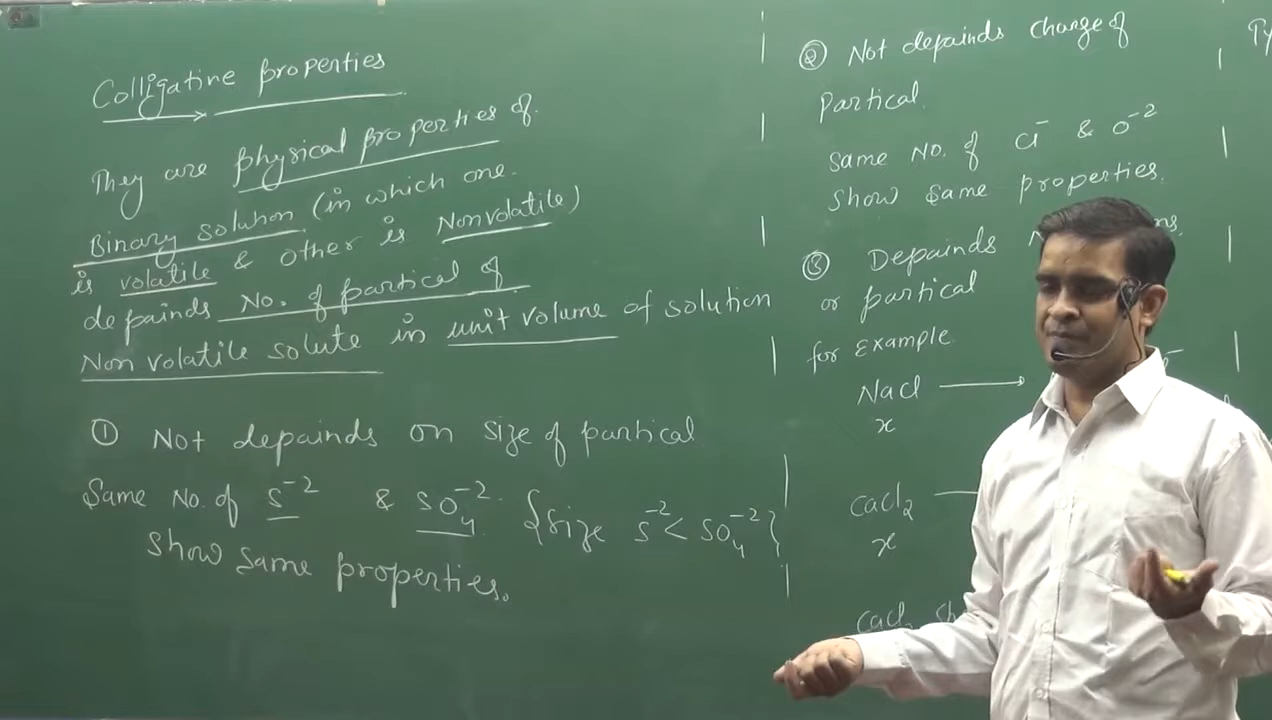 Colligative properties
They are physical properties of
Binary solution (in which one
is volatile & other is Nonvolatile)
depainds No. of partical of
Non volatile solute in unit volume of solution
① Not depainds on size of partical
Same No. of S⁻² & SO₄⁻² {size S⁻² < SO₄⁻²}
Show same properties.
② Not depainds change of
Partical
Same No. of Cl⁻ & O⁻²
Show Same properties.
③ Depainds
or partical
for Example
NaCl →
x
CaCl₂
x
CaCl₂